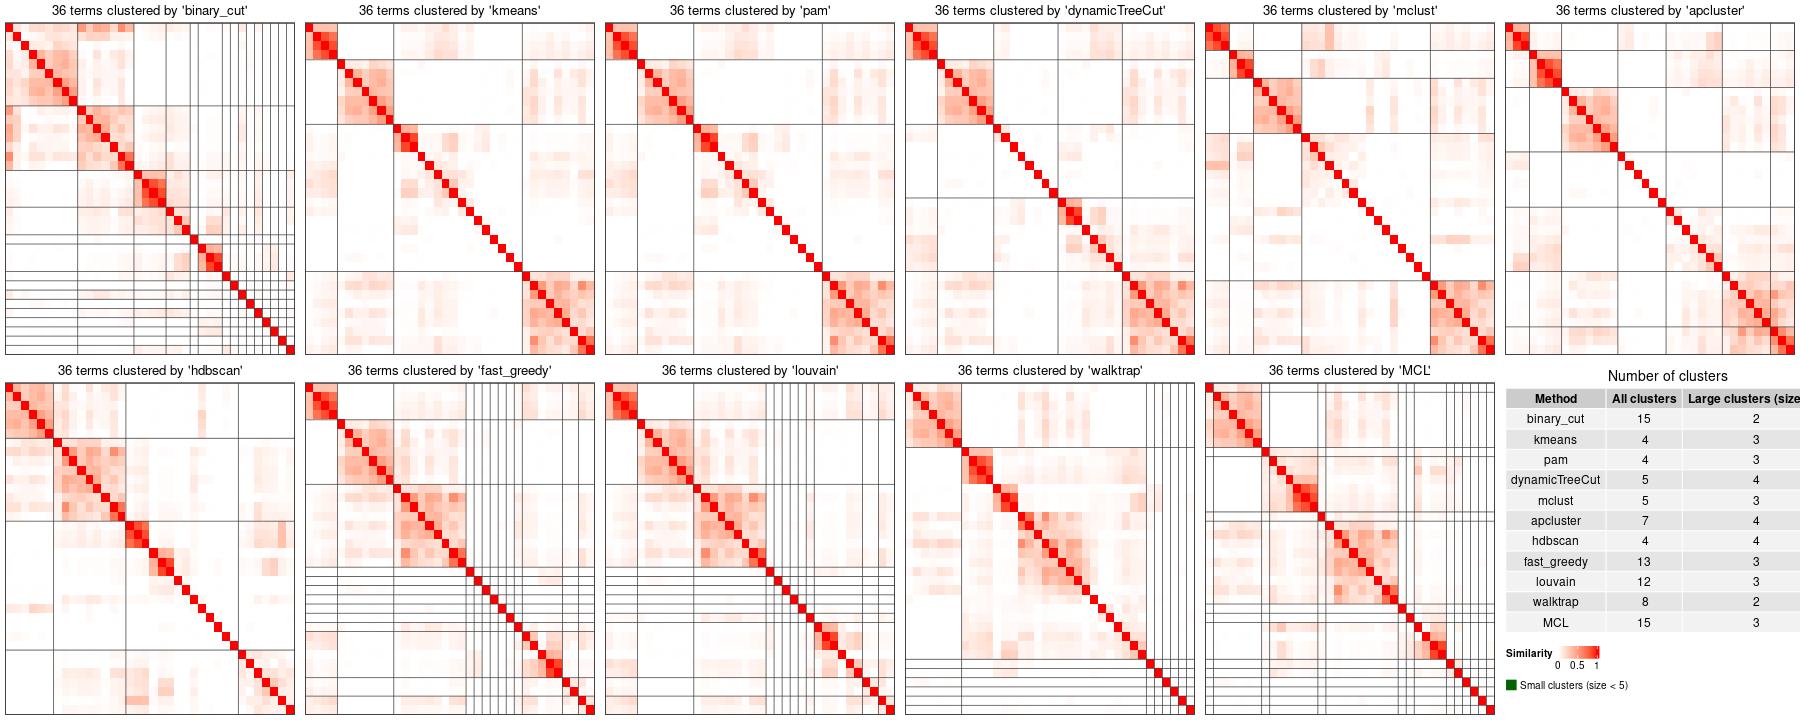 36 terms clustered by 'binary_cut'
36 terms clustered by 'kmeans'
36 terms clustered by 'pam'
36 terms clustered by 'dynamicTreeCut'
36 terms clustered by 'mclust'
36 terms clustered by 'apcluster'
36 terms clustered by 'hdbscan'
36 terms clustered by 'fast_greedy'
36 terms clustered by 'louvain'
36 terms clustered by 'walktrap'
36 terms clustered by 'MCL'
Number of clusters
Method All clusters Large clusters (size
binary_cut 15 2
kmeans 4 3
pam 4 3
dynamicTreeCut 5 4
mclust 5 3
apcluster 7 4
hdbscan 4 4
fast_greedy 13 3
louvain 12 3
walktrap 8 2
MCL 15 3
Similarity
0 0.5 1
Small clusters (size < 5)